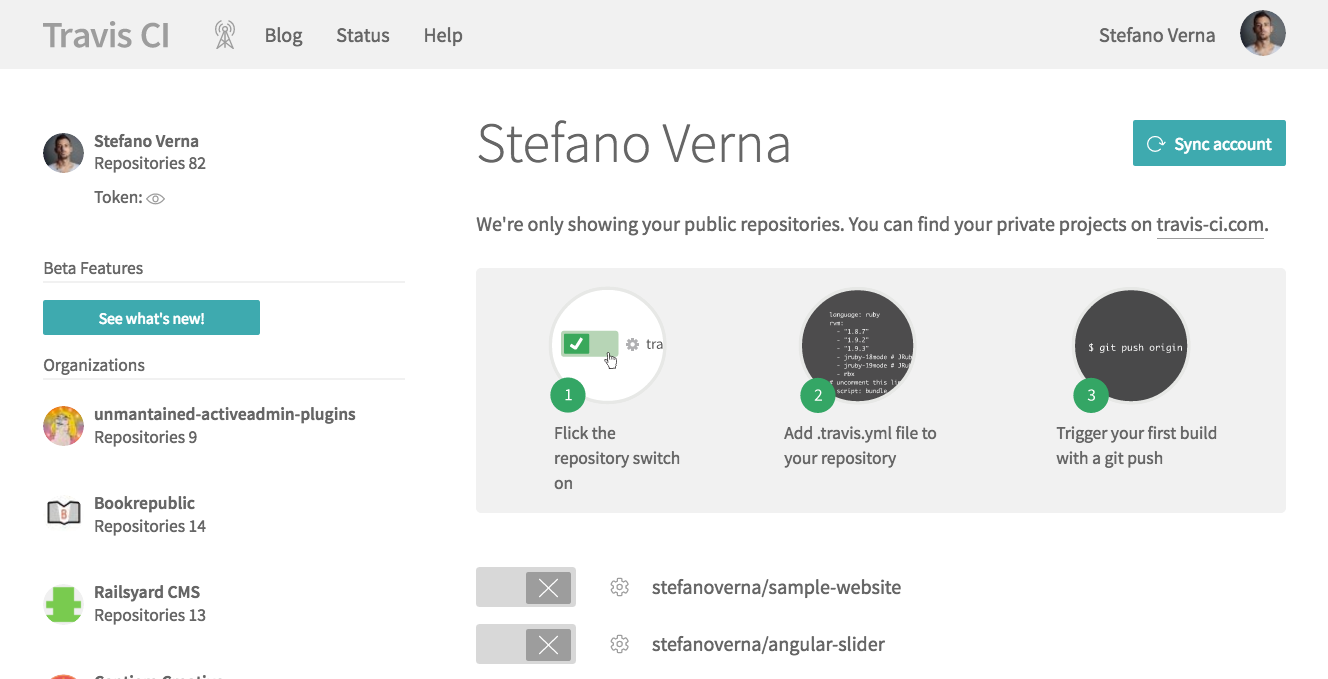 Travis CI
Blog
Status
Help
Stefano Verna
Stefano Verna
Repositories 82
Token:
Beta Features
See what's new!
Organizations
unmantained-activeadmin-plugins
Repositories 9
Bookrepublic
Repositories 14
Railsyard CMS
Repositories 13
Stefano Verna
Sync account
We're only showing your public repositories. You can find your private projects on travis-ci.com.
tra
1
Flick the
repository switch
on
language: ruby
rvm:
- "1.8.7"
- "1.9.2"
- "1.9.3"
- jruby-18mode # JRub
- jruby-19mode # JRu
- rbx
# uncomment this lin
script: bundle
2
Add .travis.yml file to
your repository
$ git push origin
3
Trigger your first build
with a git push
stefanoverna/sample-website
stefanoverna/angular-slider